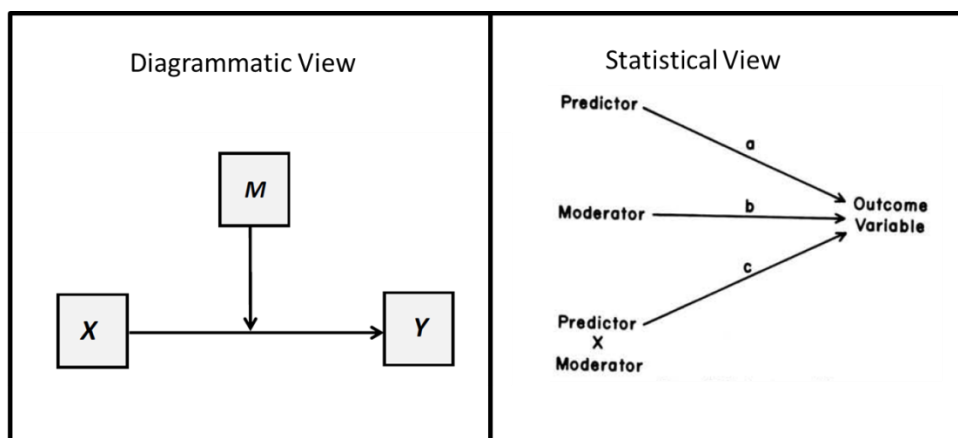 Diagrammatic View
M
X
Y
Statistical View
Predictor
a
Moderator
b
Outcome
Variable
c
Predictor
X
Moderator